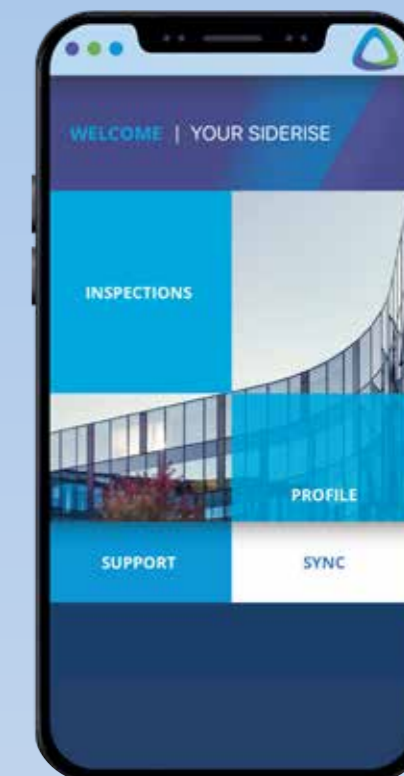 WELCOME | YOUR SIDERISE
INSPECTIONS
PROFILE
SUPPORT
SYNC